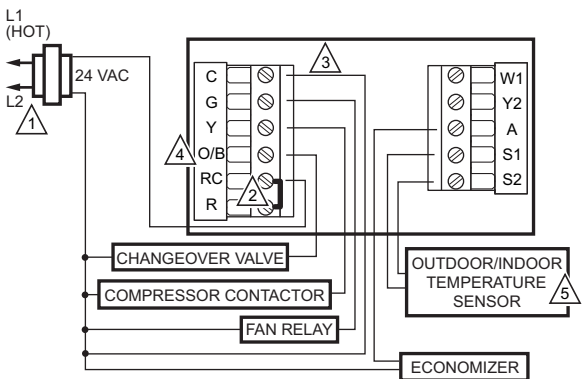 L1
(HOT)
L2
24 VAC
1
C
G
Y
O/B
RC
R
2
3
4
W1
Y2
A
S1
S2
CHANGEOVER VALVE
COMPRESSOR CONTACTOR
FAN RELAY
OUTDOOR/INDOOR
TEMPERATURE
SENSOR
5
ECONOMIZER